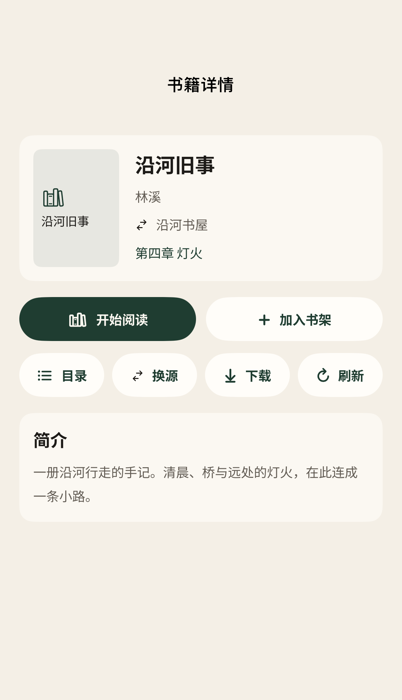 书籍详情
沿河旧事
沿河旧事
林溪
沿河书屋
第四章 灯火
开始阅读
加入书架
目录
换源
下载
刷新
简介
一册沿河行走的手记。清晨、桥与远处的灯火，在此连成
一条小路。